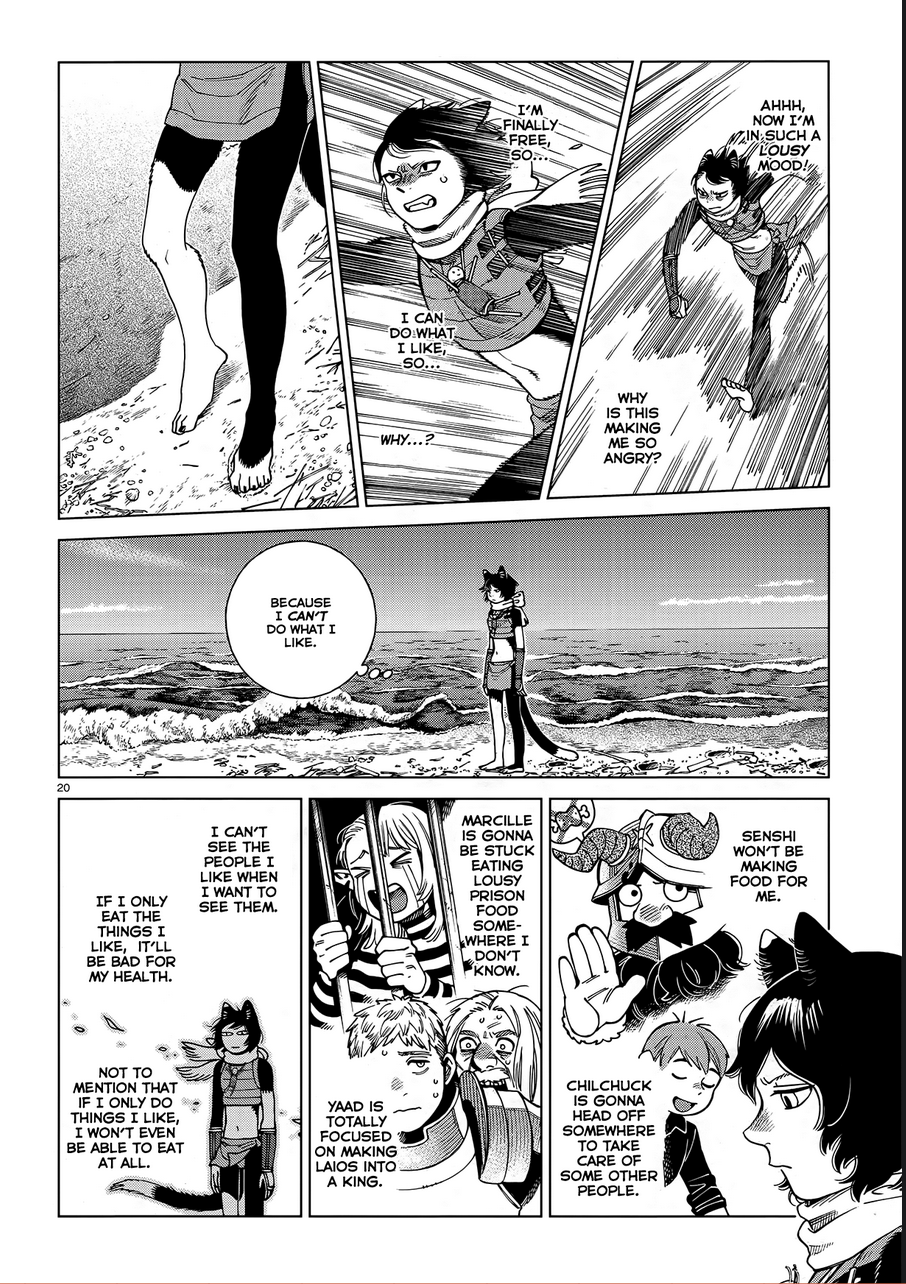 AHHH,
NOW I'M
IN SUCH A
LOUSY
MOOD!
WHY
IS THIS
MAKING
ME SO
ANGRY?
I'M
FINALLY
FREE,
SO...
I CAN
DO WHAT
I LIKE,
SO...
WHY...?
BECAUSE
I CAN'T
DO WHAT I
LIKE.
20
SENSHI
WON'T BE
MAKING
FOOD FOR
ME.
CHILCHUCK
IS GONNA
HEAD OFF
SOMEWHERE
TO TAKE
CARE OF
SOME OTHER
PEOPLE.
MARCILLE
IS GONNA
BE STUCK
EATING
LOUSY
PRISON
FOOD
SOME-
WHERE I
DON'T
KNOW.
YAAD IS
TOTALLY
FOCUSED
ON MAKING
LAIOS INTO
A KING.
I CAN'T
SEE THE
PEOPLE I
LIKE WHEN
I WANT TO
SEE THEM.
IF I ONLY
EAT THE
THINGS I
LIKE, IT'LL
BE BAD FOR
MY HEALTH.
NOT TO
MENTION THAT
IF I ONLY DO
THINGS I LIKE,
I WON'T EVEN
BE ABLE TO EAT
AT ALL.